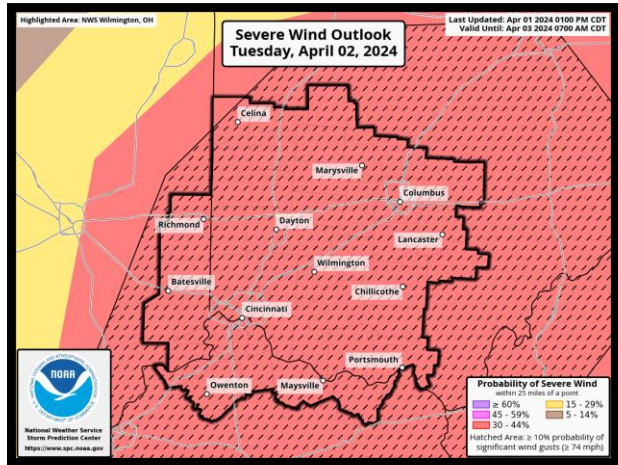 Highlighted Area: NWS Wilmington, OH
Severe Wind Outlook
Tuesday, April 02, 2024
Last Updated: Apr 01 2024 0100 PM CDT
Valid Until: Apr 03 2024 0700 AM CDT
Celina
Marysville
Columbus
Richmond
Dayton
Lancaster
Wilmington
Batesville
Chillicothe
Cincinnati
Portsmouth
Owenton
Maysville
NOAA
National Weather Service
Storm Prediction Center
https://www.spc.noaa.gov
Probability of Severe Wind
within 25 miles of a point
≥ 60%
15 - 29%
45 - 59%
5 - 14%
30 - 44%
Hatched Area: ≥ 10% probability of
significant wind gusts (≥ 74 mph)